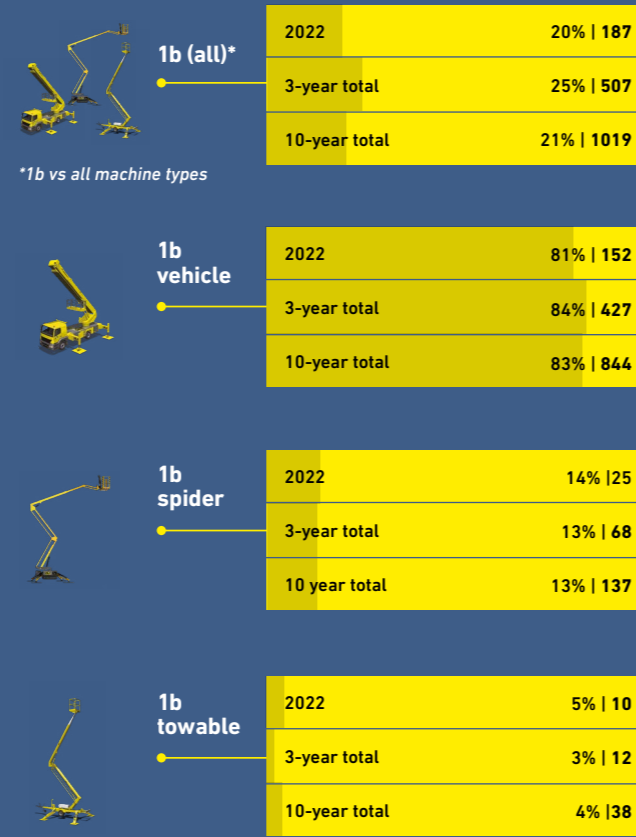 1b (all)*
2022 20% | 187
3-year total 25% | 507
10-year total 21% | 1019
*1b vs all machine types
1b
vehicle
2022 81% | 152
3-year total 84% | 427
10-year total 83% | 844
1b
spider
2022 14% |25
3-year total 13% | 68
10 year total 13% | 137
1b
towable
2022 5% | 10
3-year total 3% | 12
10-year total 4% |38